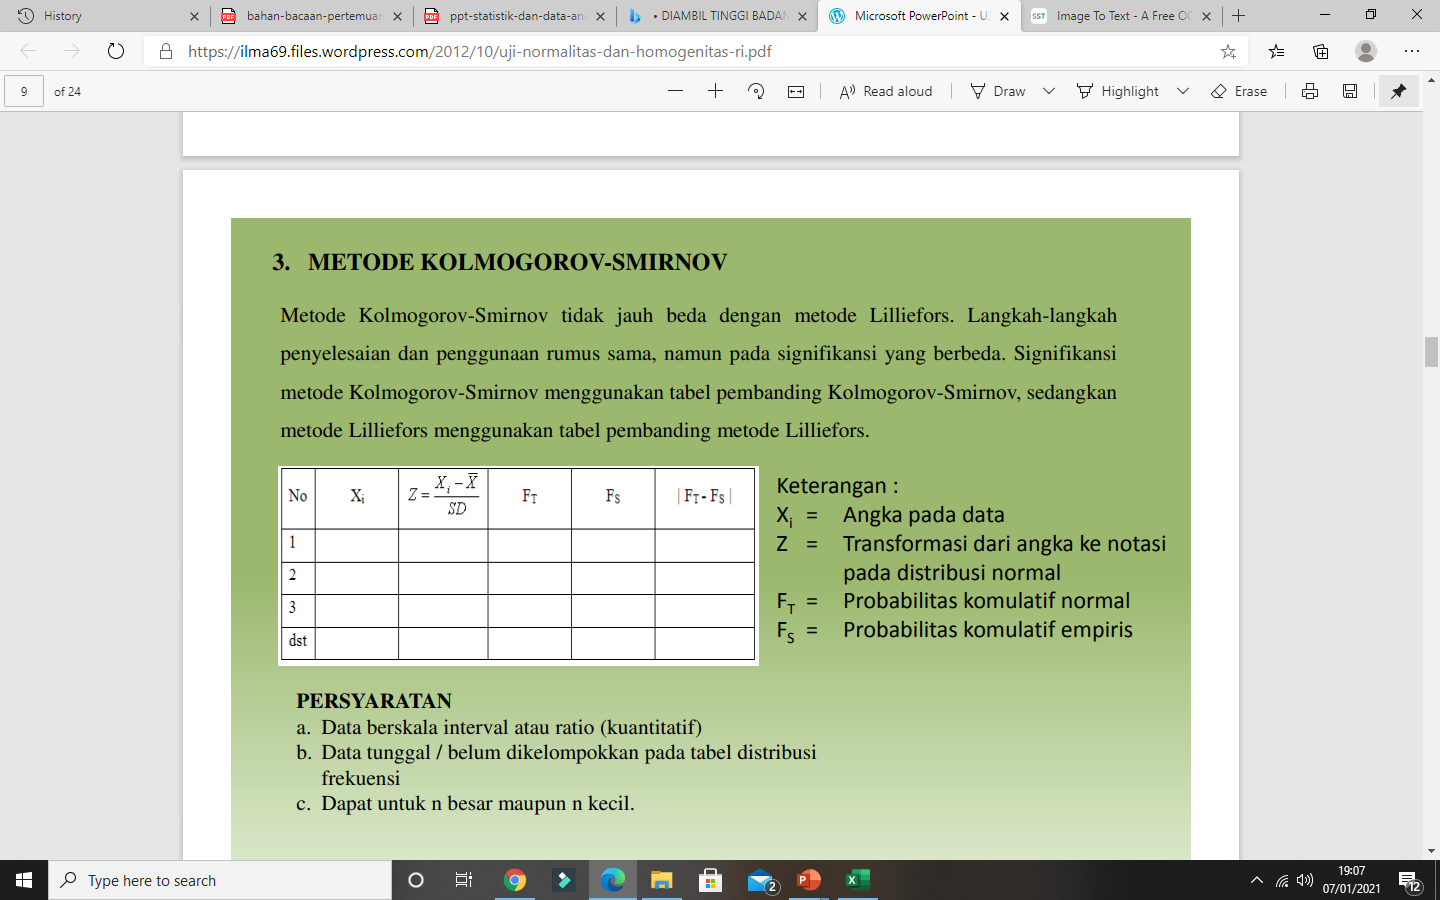 History
bahan-bacaan-pertemuan
ppt-statistik-dan-data-an
• DIAMBIL TINGGI BADAN
Microsoft PowerPoint - U
SST
Image To Text - A Free OC
https://ilma69.files.wordpress.com/2012/10/uji-normalitas-dan-homogenitas-ri.pdf
9 of 24
Read aloud
Draw
Highlight
Erase
3. METODE KOLMOGOROV-SMIRNOV
Metode Kolmogorov-Smirnov tidak jauh beda dengan metode Lilliefors. Langkah-langkah
penyelesaian dan penggunaan rumus sama, namun pada signifikansi yang berbeda. Signifikansi
metode Kolmogorov-Smirnov menggunakan tabel pembanding Kolmogorov-Smirnov, sedangkan
metode Lilliefors menggunakan tabel pembanding metode Lilliefors.
No Xi Z = (Xi – X̅)/SD FT FS | FT - FS |
1
2
3
dst
Keterangan :
Xi = Angka pada data
Z = Transformasi dari angka ke notasi
pada distribusi normal
FT = Probabilitas komulatif normal
FS = Probabilitas komulatif empiris
PERSYARATAN
a. Data berskala interval atau ratio (kuantitatif)
b. Data tunggal / belum dikelompokkan pada tabel distribusi
frekuensi
c. Dapat untuk n besar maupun n kecil.
Type here to search
2
19:07
07/01/2021
12